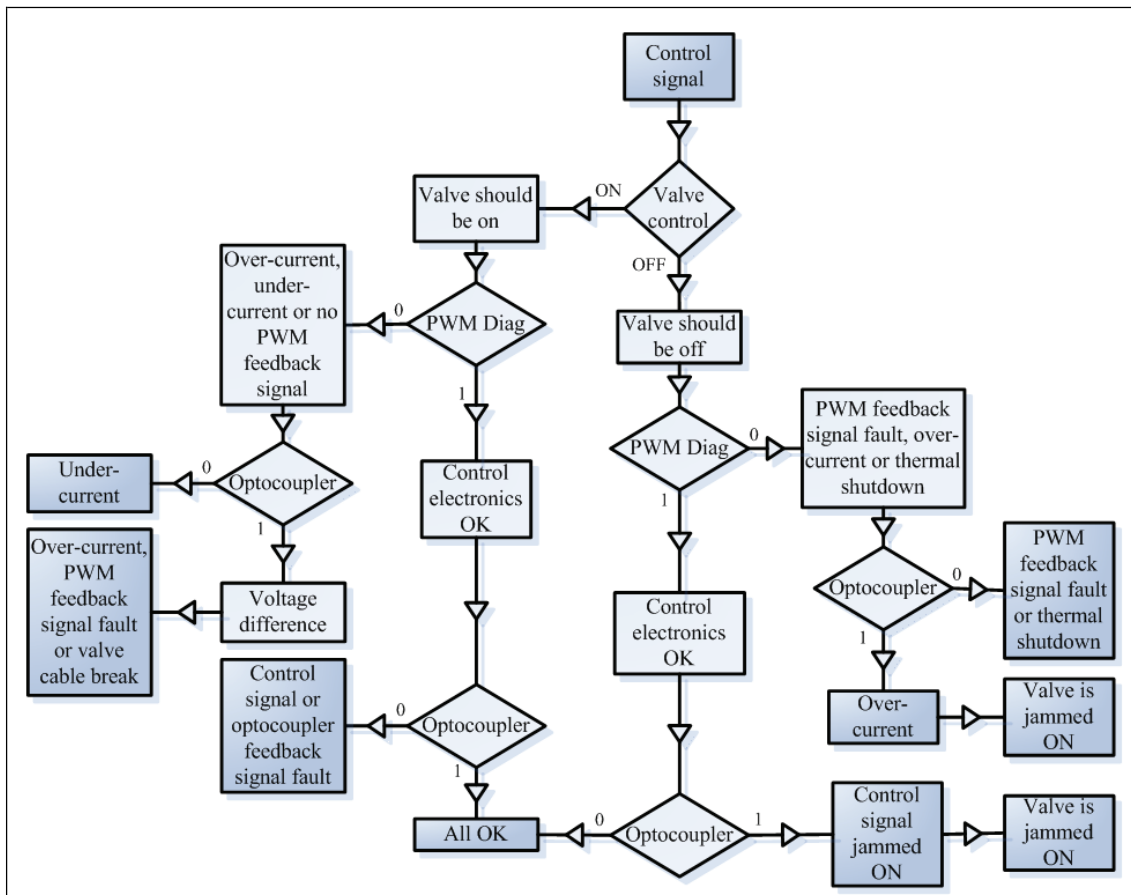 Control
signal
Valve
control
ON
OFF
Valve should
be on
Valve should
be off
PWM Diag
0
1
Over-current,
under-
current or no
PWM
feedback
signal
Optocoupler
0
1
Under-
current
Voltage
difference
Over-current,
PWM
feedback
signal fault
or valve
cable break
Control
electronics
OK
Optocoupler
0
1
Control
signal or
optocoupler
feedback
signal fault
All OK
PWM Diag
0
1
PWM feedback
signal fault, over-
current or thermal
shutdown
Optocoupler
0
1
PWM
feedback
signal fault
or thermal
shutdown
Over-
current
Valve is
jammed
ON
Control
electronics
OK
Optocoupler
0
1
Control
signal
jammed
ON
Valve is
jammed
ON